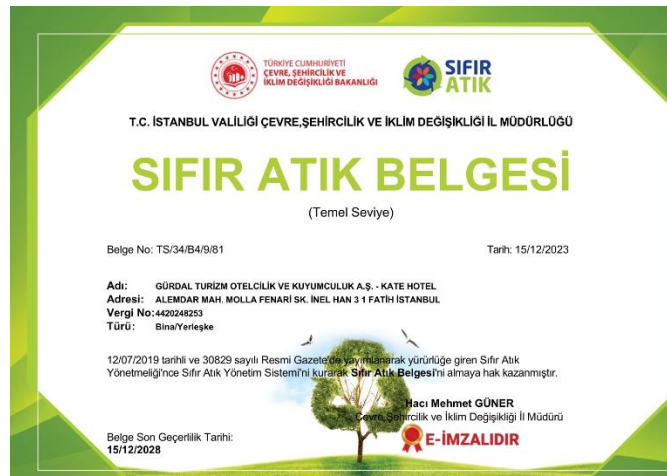 TÜRKİYE CUMHURİYETİ
ÇEVRE, ŞEHİRCİLİK VE
İKLİM DEĞİŞİKLİĞİ BAKANLIĞI
SIFIR
ATIK
T.C. İSTANBUL VALİLİĞİ ÇEVRE,ŞEHİRCİLİK VE İKLİM DEĞİŞİKLİĞİ İL MÜDÜRLÜĞÜ
SIFIR ATIK BELGESİ
(Temel Seviye)
Belge No: TS/34/B4/9/81 Tarih: 15/12/2023
Adı: GÜRDAL TURİZM OTELCİLİK VE KUYUMCULUK A.Ş. - KATE HOTEL
Adresi: ALEMDAR MAH. MOLLA FENARİ SK. İNEL HAN 3 1 FATİH İSTANBUL
Vergi No: 4420248253
Türü: Bina/Yerleşke
12/07/2019 tarihli ve 30829 sayılı Resmi Gazete'de yayımlanarak yürürlüğe giren Sıfır Atık
Yönetmeliği'nce Sıfır Atık Yönetim Sistemi'ni kurarak Sıfır Atık Belgesi'ni almaya hak kazanmıştır.
Hacı Mehmet GÜNER
Çevre,Şehircilik ve İklim Değişikliği İl Müdürü
E-İMZALIDIR
Belge Son Geçerlilik Tarihi:
15/12/2028